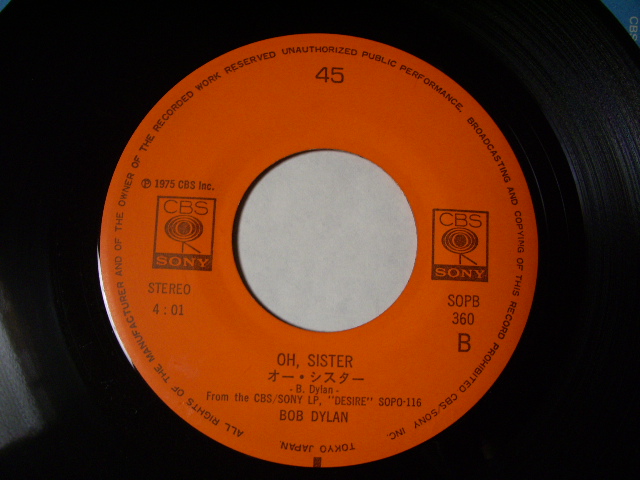 ALL RIGHTS OF THE MANUFACTURER AND OF THE OWNER OF THE RECORDED WORK RESERVED UNAUTHORIZED PUBLIC PERFORMANCE. BROADCASTING AND COPYING OF THIS RECORD PROHIBITED CBS/SONY INC.
TOKYO JAPAN
45
℗ 1975 CBS Inc.
CBS
SONY
STEREO
4:01
CBS
SONY
SOPB
360
B
OH, SISTER
オー・シスター
- B. Dylan -
From the CBS/SONY LP, "DESIRE" SOPO-116
BOB DYLAN
CBS